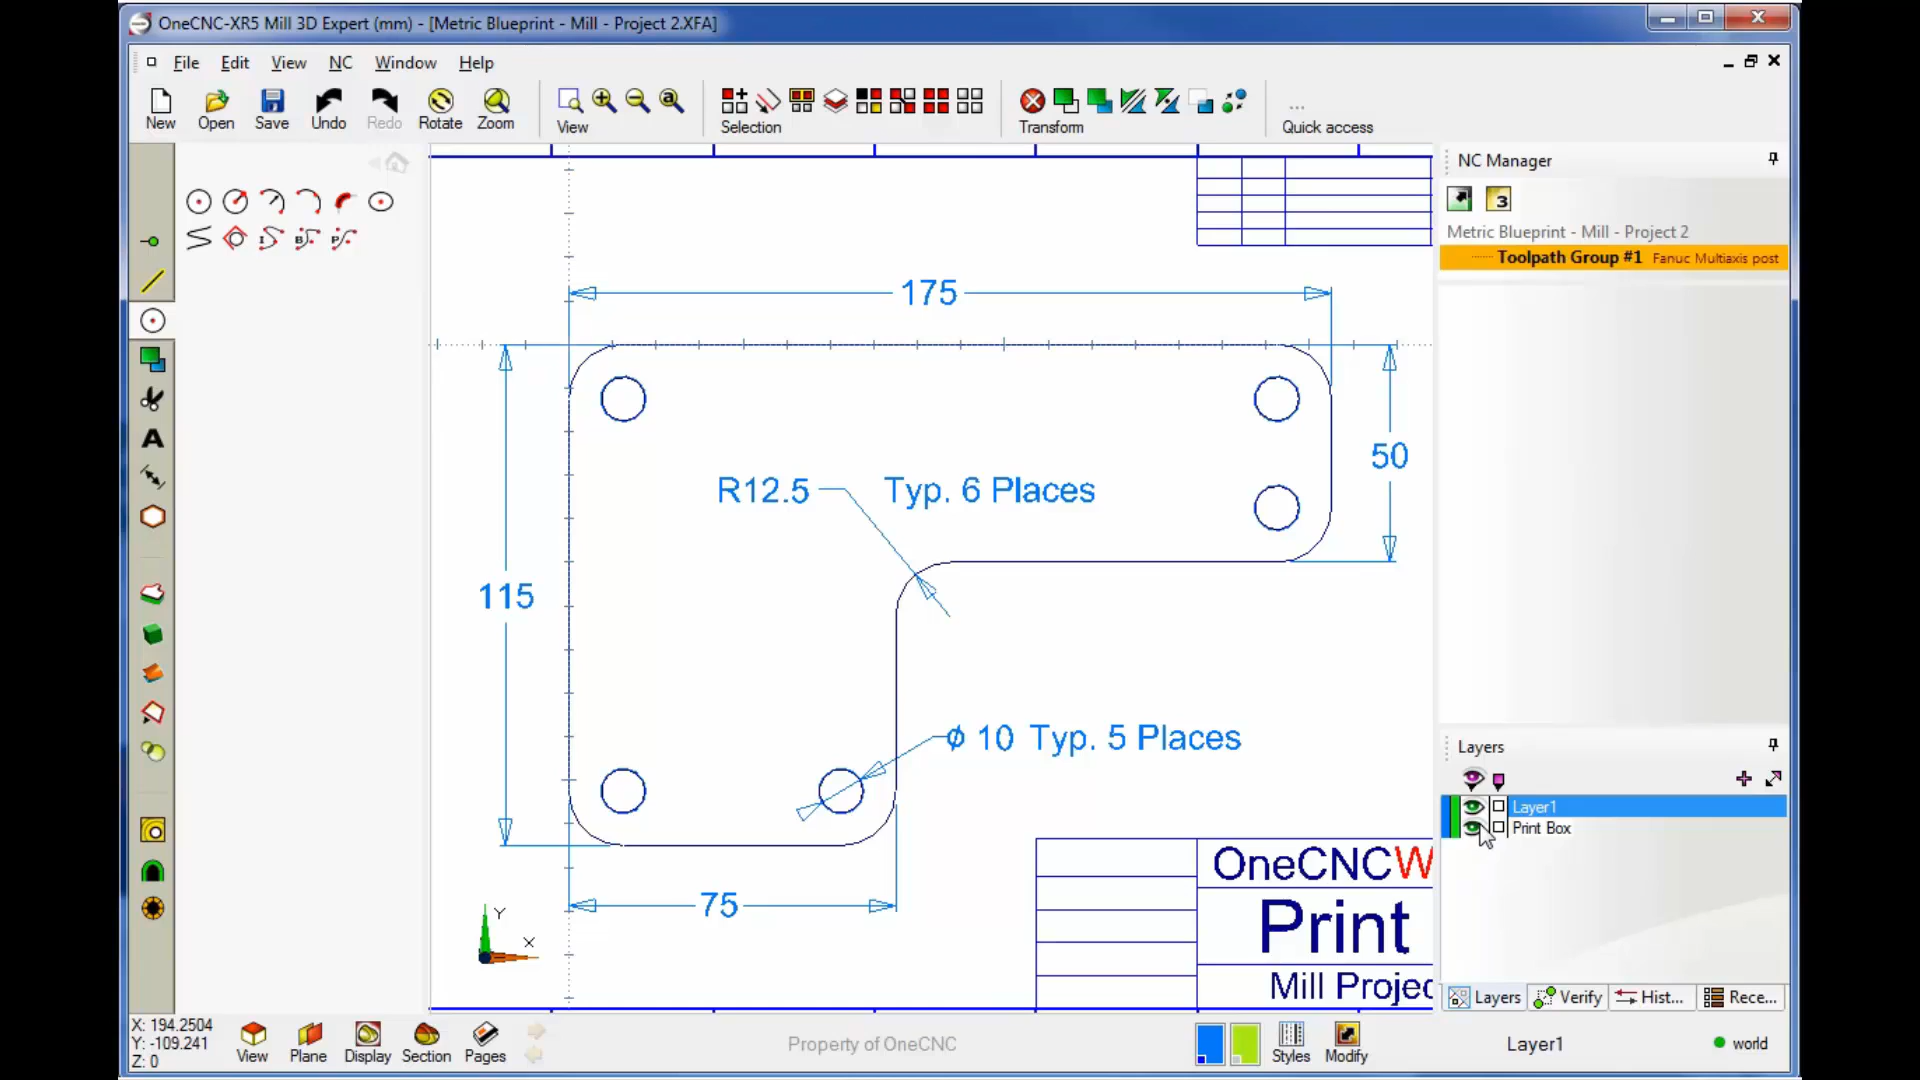 OneCNC-XR5 Mill 3D Expert (mm) - [Metric Blueprint - Mill - Project 2.XFA]
File Edit View NC Window Help
New Open Save Undo Redo Rotate Zoom View Selection Transform Quick access
NC Manager
3
Metric Blueprint - Mill - Project 2
Toolpath Group #1 Fanuc Multiaxis post
175
50
R12.5 Typ. 6 Places
115
ϕ 10 Typ. 5 Places
75
Y
X
OneCNCW
Print
Mill Projec
Layers
Layer1
Print Box
Layers Verify Hist... Rece...
X: 194.2504
Y: -109.241
Z: 0
View Plane Display Section Pages
Property of OneCNC
Styles Modify
Layer1
world